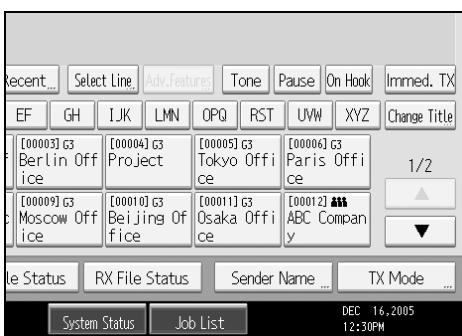 Recent... Select Line... Adv.Features Tone Pause On Hook Immed. TX
EF GH IJK LMN OPQ RST UVW XYZ Change Title
[00003] G3 [00004] G3 [00005] G3 [00006] G3
Berlin Off Project Tokyo Offi Paris Offi
ice ce ce
1/2
[00009] G3 [00010] G3 [00011] G3 [00012]
Moscow Off Beijing Of Osaka Offi ABC Compan
ice fice ce y
le Status RX File Status Sender Name ... TX Mode ...
System Status Job List DEC 16,2005
12:30PM